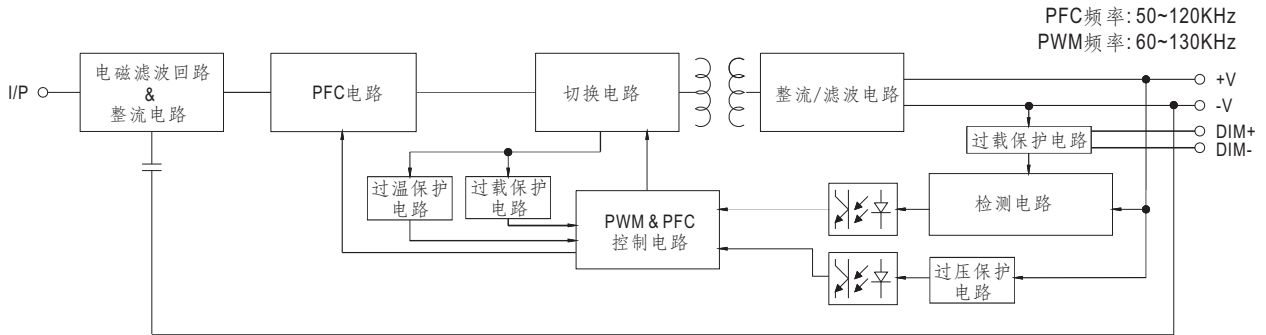 PFC频率: 50~120KHz
PWM频率: 60~130KHz
I/P
电磁滤波回路
&
整流电路
PFC电路
切换电路
整流/滤波电路
+V
-V
DIM+
DIM-
过载保护电路
过温保护
电路
过载保护
电路
PWM & PFC
控制电路
检测电路
过压保护
电路